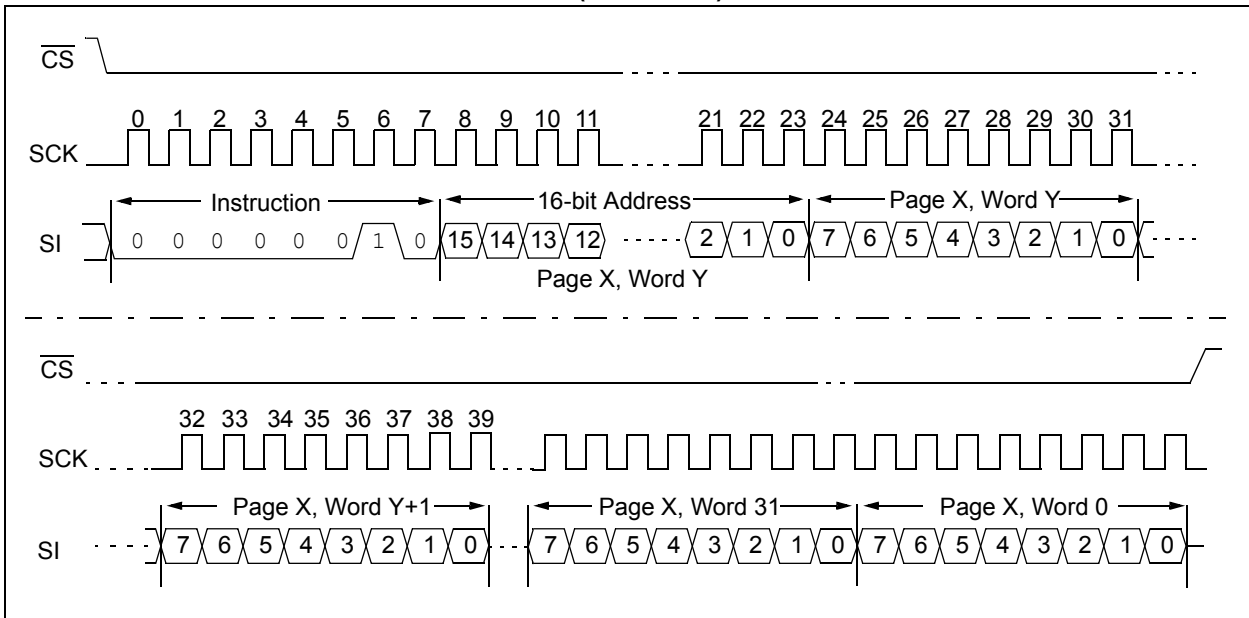 CS
0 1 2 3 4 5 6 7 8 9 10 11 21 22 23 24 25 26 27 28 29 30 31
SCK
Instruction 16-bit Address Page X, Word Y
SI 0 0 0 0 0 0 1 0 15 14 13 12 2 1 0 7 6 5 4 3 2 1 0
Page X, Word Y
CS
32 33 34 35 36 37 38 39
SCK
Page X, Word Y+1 Page X, Word 31 Page X, Word 0
SI 7 6 5 4 3 2 1 0 7 6 5 4 3 2 1 0 7 6 5 4 3 2 1 0